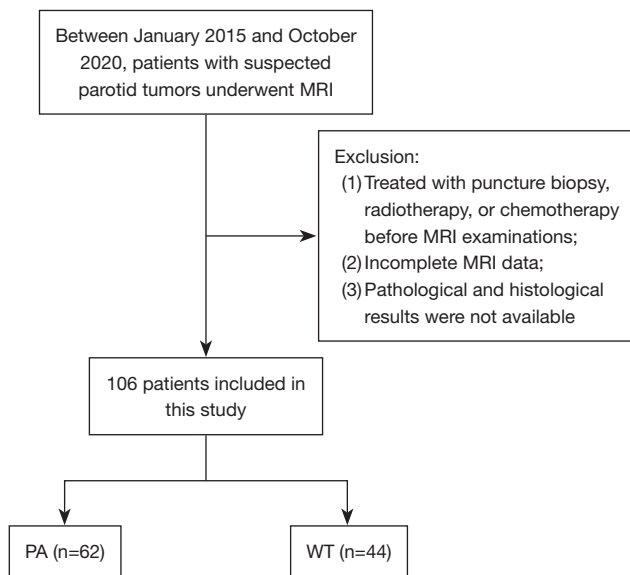 Between January 2015 and October
2020, patients with suspected
parotid tumors underwent MRI
Exclusion:
(1) Treated with puncture biopsy,
radiotherapy, or chemotherapy
before MRI examinations;
(2) Incomplete MRI data;
(3) Pathological and histological
results were not available
106 patients included in
this study
PA (n=62)
WT (n=44)